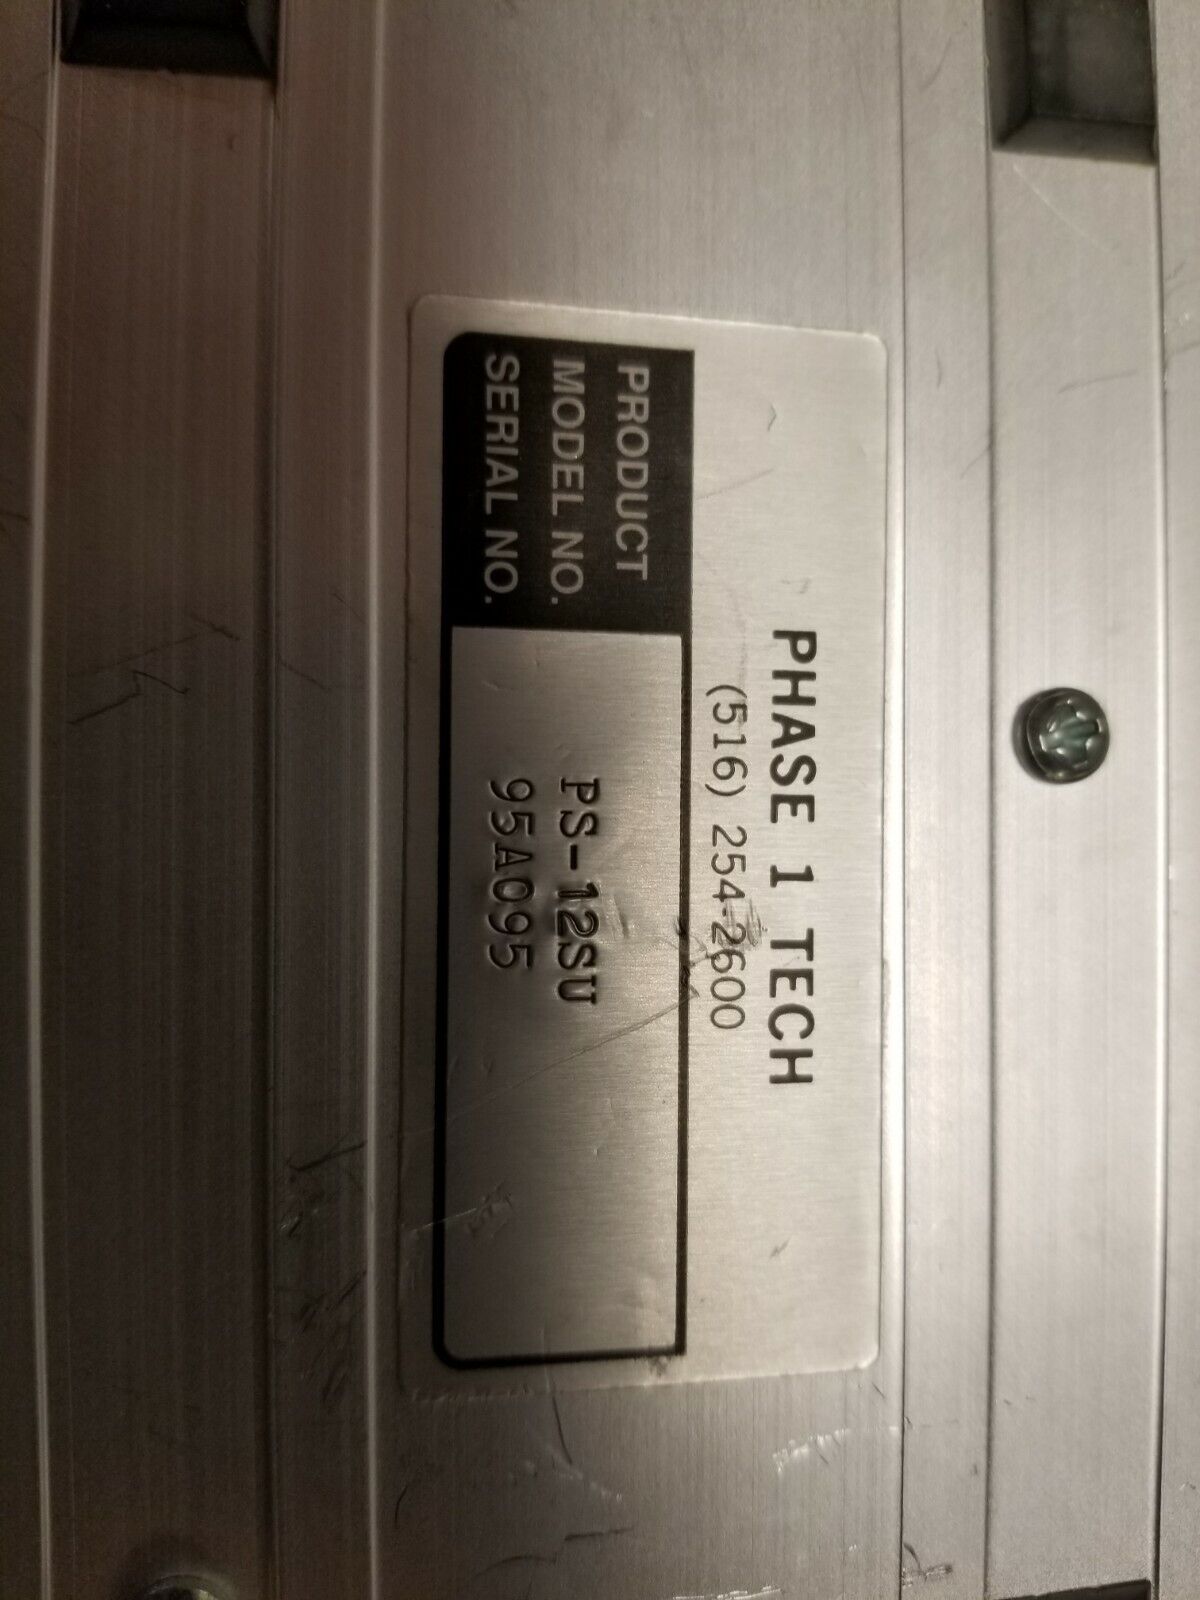 PHASE 1 TECH
(516) 254-2600
PRODUCT
MODEL NO. PS-12SU
SERIAL NO. 95A095